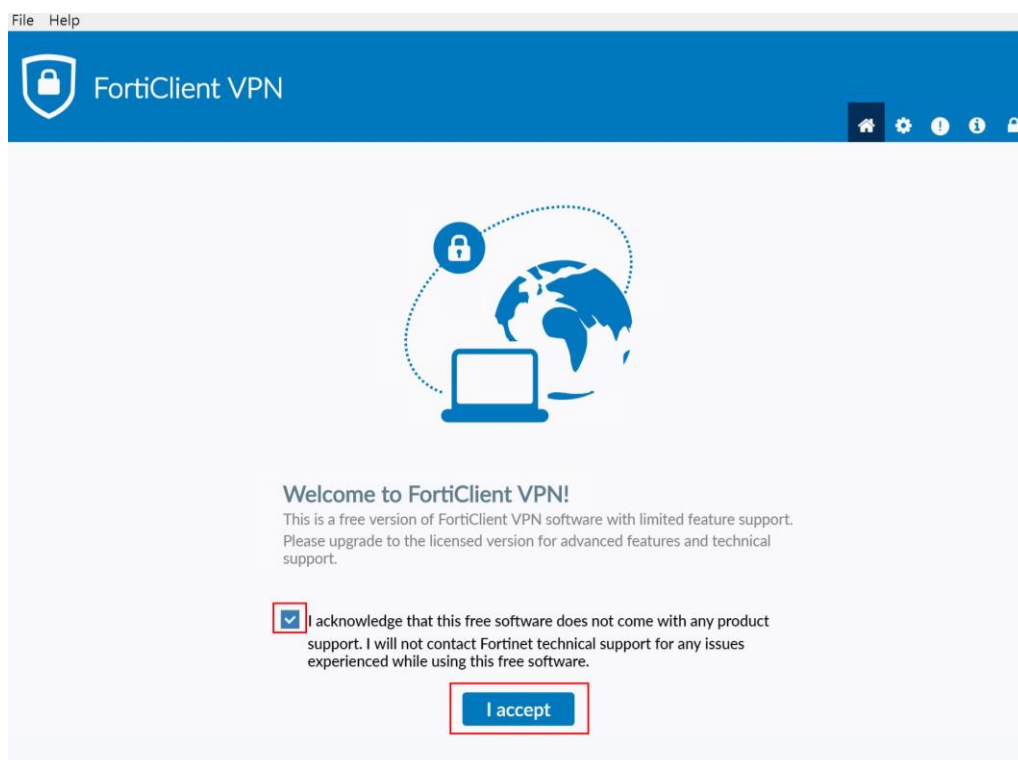 File Help
FortiClient VPN
Welcome to FortiClient VPN!
This is a free version of FortiClient VPN software with limited feature support.
Please upgrade to the licensed version for advanced features and technical
support.
I acknowledge that this free software does not come with any product
support. I will not contact Fortinet technical support for any issues
experienced while using this free software.
I accept